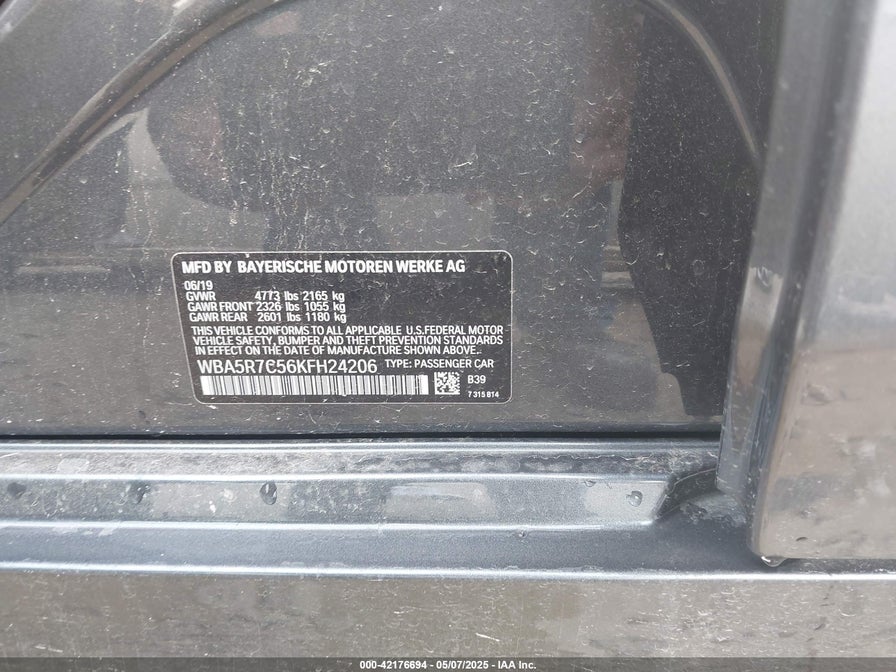 MFD BY BAYERISCHE MOTOREN WERKE AG
06/19
GVWR 4773 lbs 2165 kg
GAWR FRONT 2326 lbs 1055 kg
GAWR REAR 2601 lbs 1180 kg
THIS VEHICLE CONFORMS TO ALL APPLICABLE U.S.FEDERAL MOTOR
VEHICLE SAFETY, BUMPER AND THEFT PREVENTION STANDARDS
IN EFFECT ON THE DATE OF MANUFACTURE SHOWN ABOVE..
WBA5R7C56KFH24206 TYPE: PASSENGER CAR
B39
7 315 814
000-42176694 - 05/07/2025 - IAA Inc.